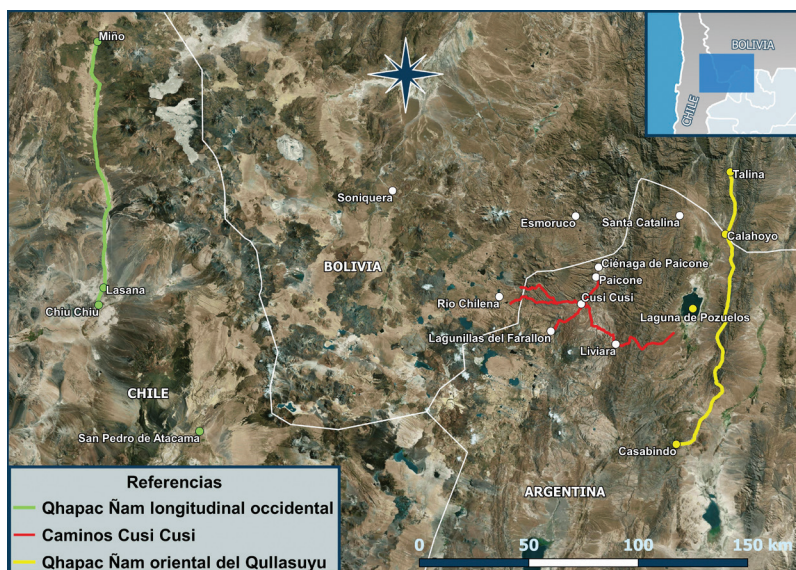 BOLIVIA
CHILE
Miño
Talina
Soniquera
Esmoruco
Santa Catalina
Calahoyo
BOLIVIA
Ciénaga de Paicone
Paicone
Lasana
Chiu Chiu
Rio Chilena
Cusi Cusi
Laguna de Pozuelos
Lagunillas del Farallon
Liviara
CHILE
San Pedro de Atacama
Casabindo
ARGENTINA
Referencias
Qhapac Ñam longitudinal occidental
Caminos Cusi Cusi
Qhapac Ñam oriental del Qullasuyu
0 50 100 150 km